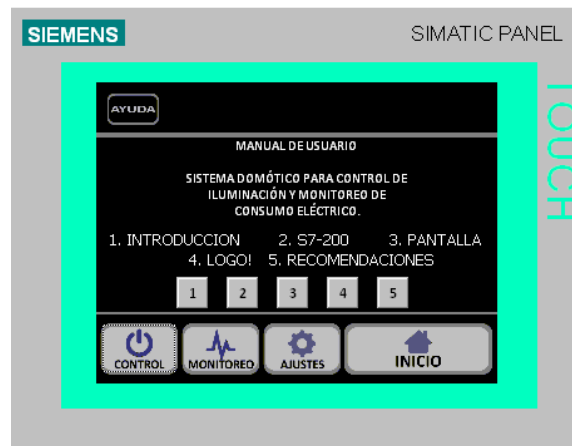 SIEMENS
SIMATIC PANEL
TOUCH
AYUDA
MANUAL DE USUARIO
SISTEMA DOMÓTICO PARA CONTROL DE
ILUMINACIÓN Y MONITOREO DE
CONSUMO ELÉCTRICO.
1. INTRODUCCION 2. S7-200 3. PANTALLA
4. LOGO! 5. RECOMENDACIONES
1 2 3 4 5
CONTROL MONITOREO AJUSTES INICIO